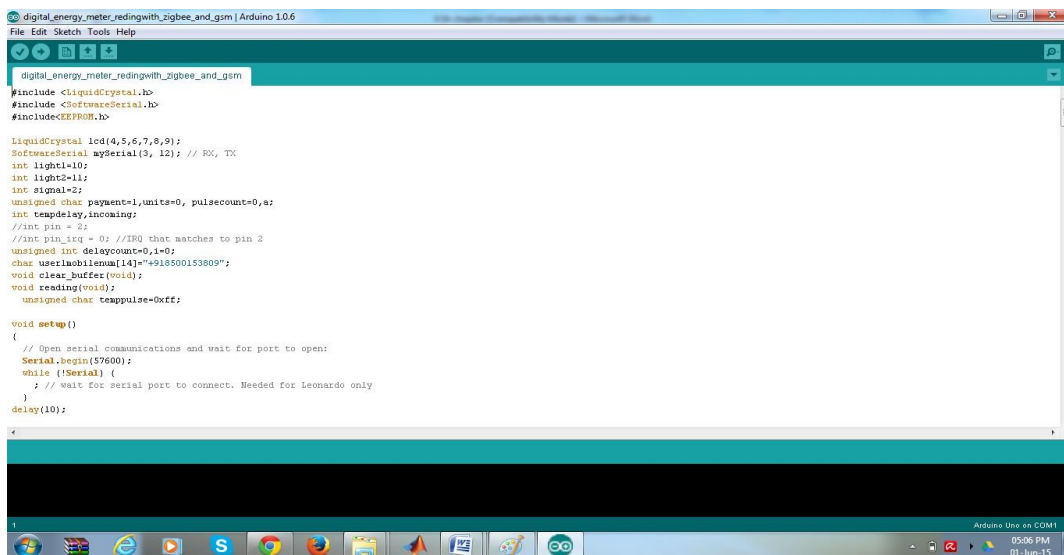 digital_energy_meter_redingwith_zigbee_and_gsm | Arduino 1.0.6
File Edit Sketch Tools Help
digital_energy_meter_redingwith_zigbee_and_gsm
#include <LiquidCrystal.h>
#include <SoftwareSerial.h>
#include<EEPROM.h>
LiquidCrystal lcd(4,5,6,7,8,9);
SoftwareSerial mySerial(3, 12); // RX, TX
int light1=10;
int light2=11;
int signal=2;
unsigned char payment=1,units=0, pulsecount=0,a;
int tempdelay,incoming;
//int pin = 2;
//int pin_irq = 0; //IRQ that matches to pin 2
unsigned int delaycount=0,i=0;
char user1mobilenum[14]="+918500153809";
void clear_buffer(void);
void reading(void);
unsigned char temppulse=0xff;
void setup()
{
// Open serial communications and wait for port to open:
Serial.begin(57600);
while (!Serial) {
; // wait for serial port to connect. Needed for Leonardo only
}
delay(10);
1
Arduino Uno on COM1
05:06 PM
01-Jun-15